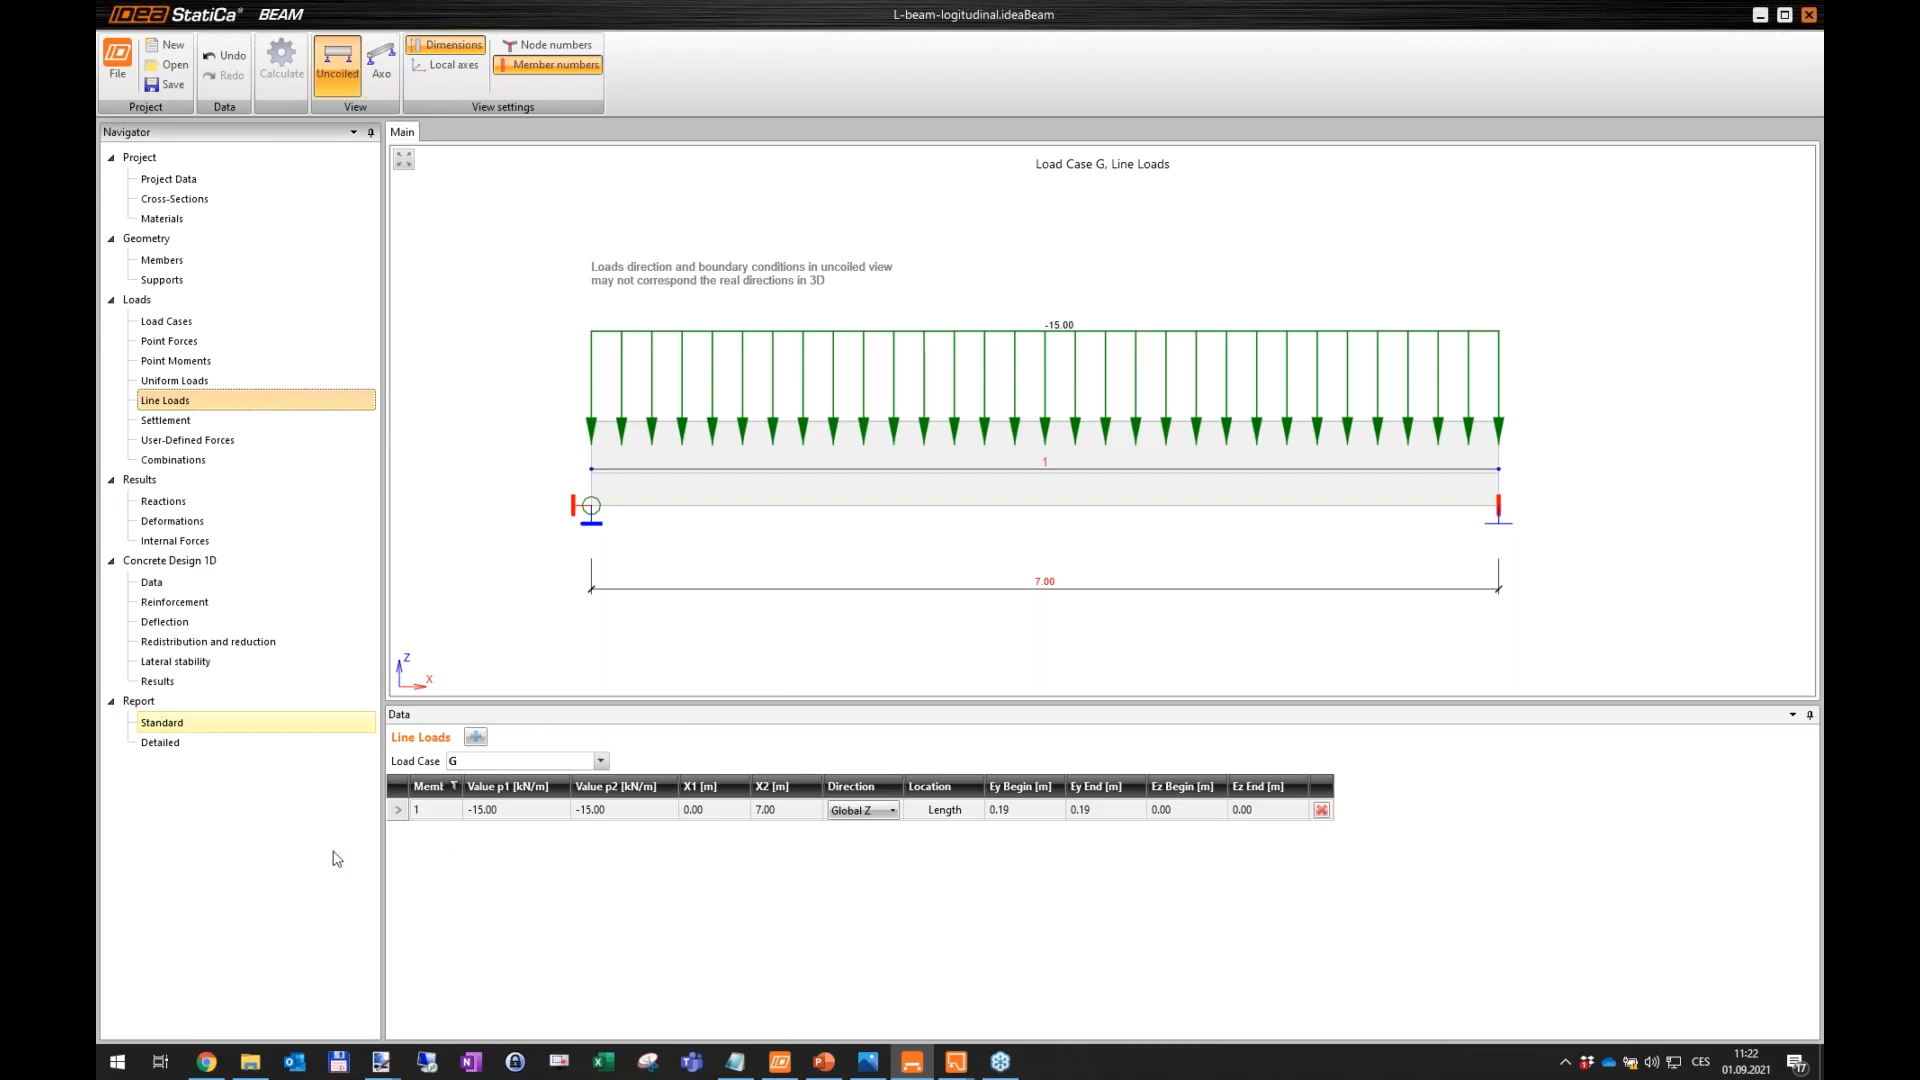 IDEA StatiCa® BEAM
L-beam-logitudinal.ideaBeam
File
New
Open
Save
Project
Undo
Redo
Data
Calculate
Uncoiled
Axo
View
Dimensions
Local axes
Node numbers
Member numbers
View settings
Navigator
Project
Project Data
Cross-Sections
Materials
Geometry
Members
Supports
Loads
Load Cases
Point Forces
Point Moments
Uniform Loads
Line Loads
Settlement
User-Defined Forces
Combinations
Results
Reactions
Deformations
Internal Forces
Concrete Design 1D
Data
Reinforcement
Deflection
Redistribution and reduction
Lateral stability
Results
Report
Standard
Detailed
Main
Load Case G, Line Loads
Loads direction and boundary conditions in uncoiled view
may not correspond the real directions in 3D
-15.00
1
7.00
Z
X
Data
Line Loads
Load Case G
Memb Value p1 [kN/m] Value p2 [kN/m] X1 [m] X2 [m] Direction Location Ey Begin [m] Ey End [m] Ez Begin [m] Ez End [m]
1 -15.00 -15.00 0.00 7.00 Global Z Length 0.19 0.19 0.00 0.00
CES
11:22
01.09.2021
17